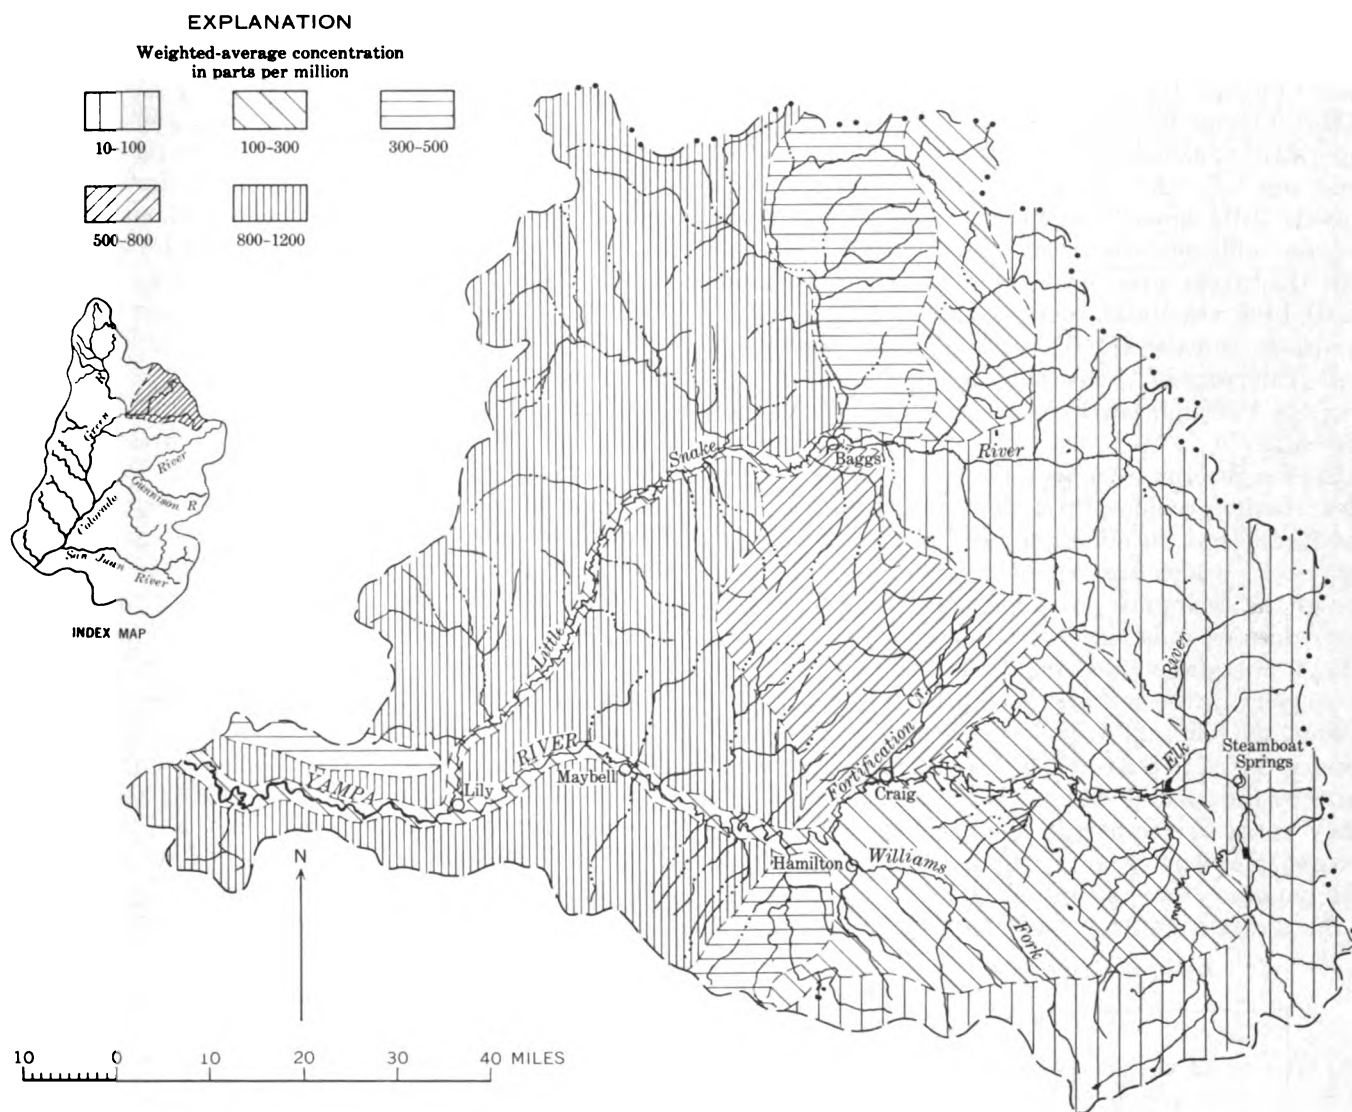 EXPLANATION
Weighted-average concentration
in parts per million
10-100
100-300
300-500
500-800
800-1200
Green
R
River
Gunnison R
Colorado
San Juan River
INDEX MAP
Snake
Baggs
River
Little
Fortification Cr.
River
Elk
Steamboat
Springs
YAMPA
RIVER
Lily
Maybell
Craig
Hamilton
Williams
Fork
N
10 0 10 20 30 40 MILES